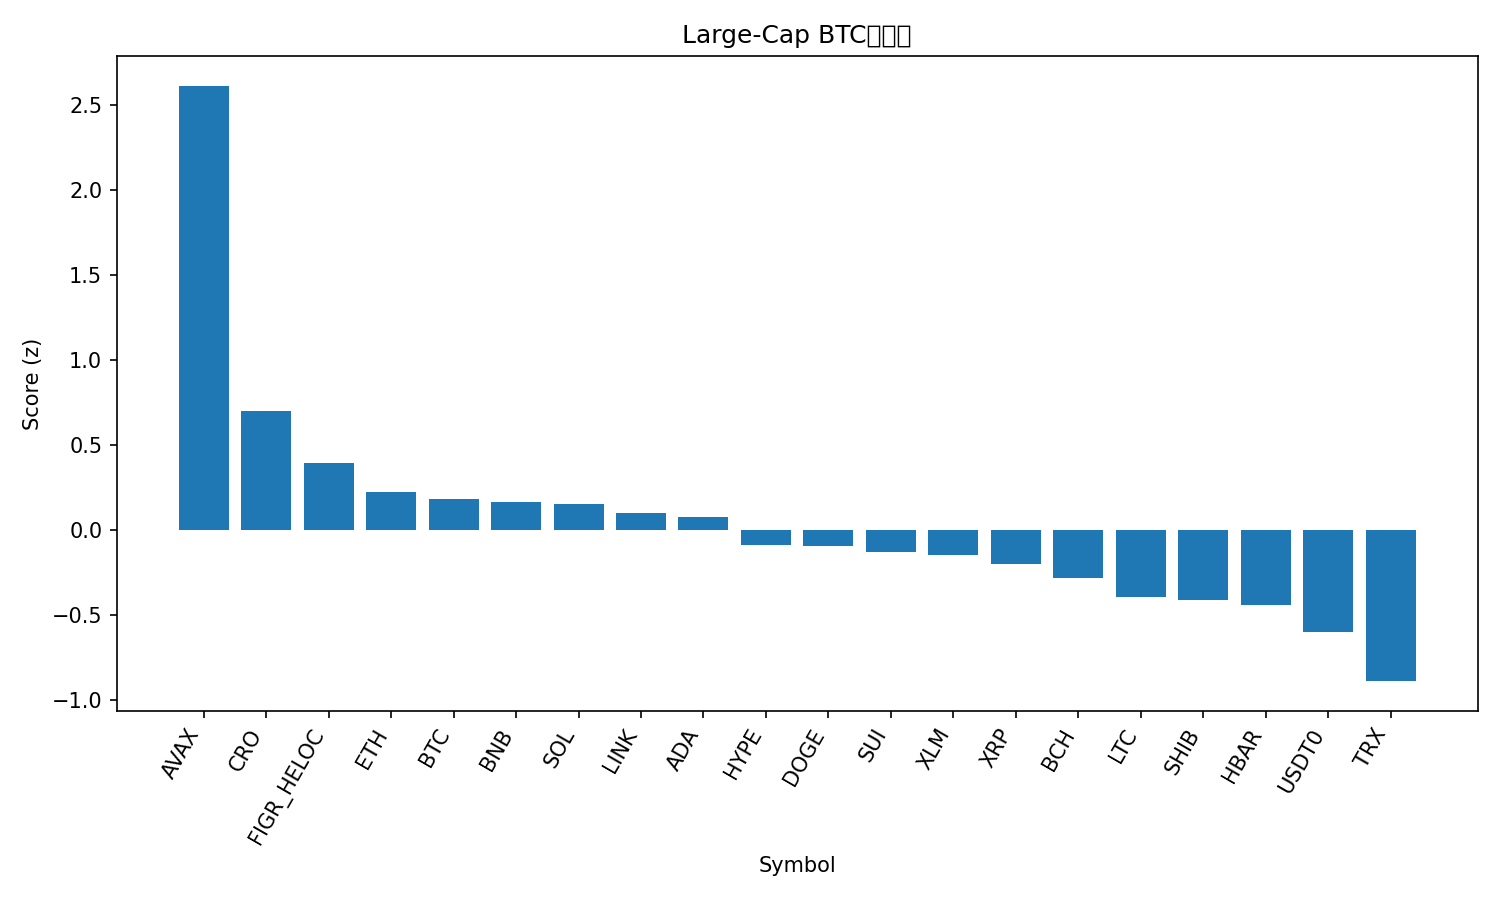 Large-Cap BTC
2.5
2.0
1.5
1.0
0.5
0.0
−0.5
−1.0
Score (z)
AVAX
CRO
FIGR_HELOC
ETH
BTC
BNB
SOL
LINK
ADA
HYPE
DOGE
SUI
XLM
XRP
BCH
LTC
SHIB
HBAR
USDT0
TRX
Symbol